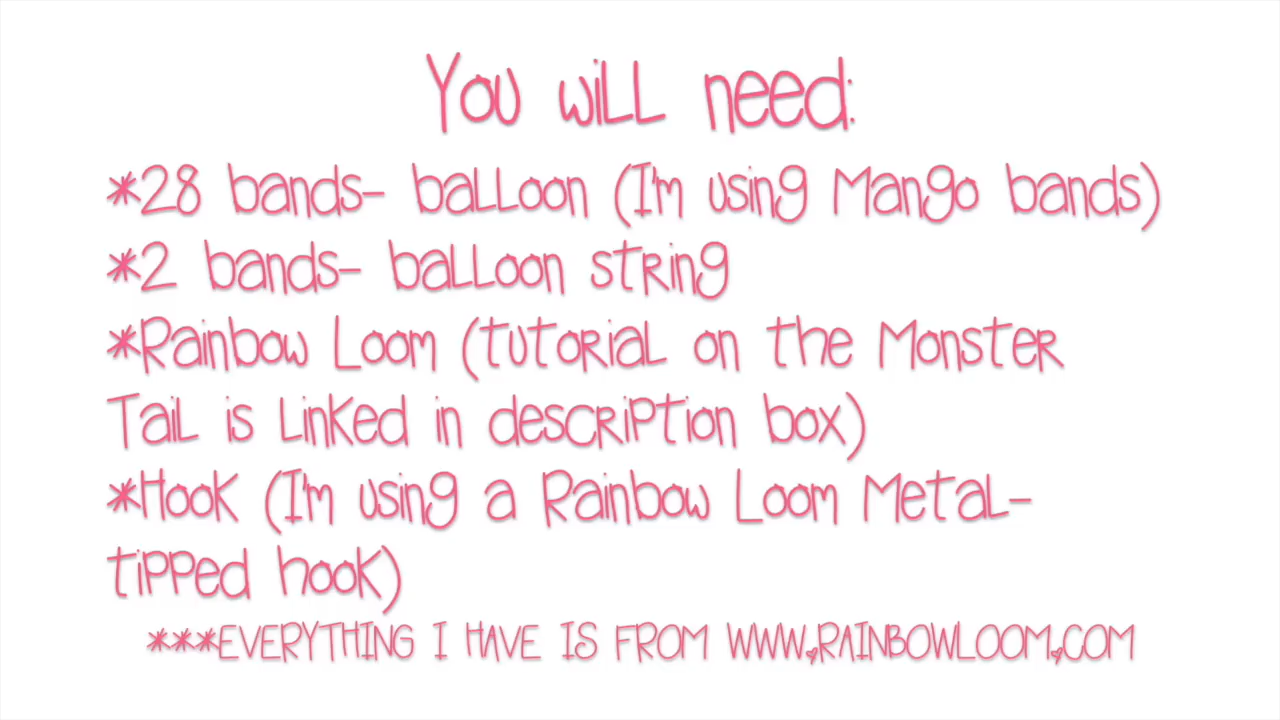 You will need:
*28 bands- balloon (I'm using Mango bands)
*2 bands- balloon string
*Rainbow Loom (tutorial on the Monster
Tail is linked in description box)
*Hook (I'm using a Rainbow Loom Metal-
tipped hook)
***EVERYTHING I HAVE IS FROM WWW.RAINBOWLOOM.COM